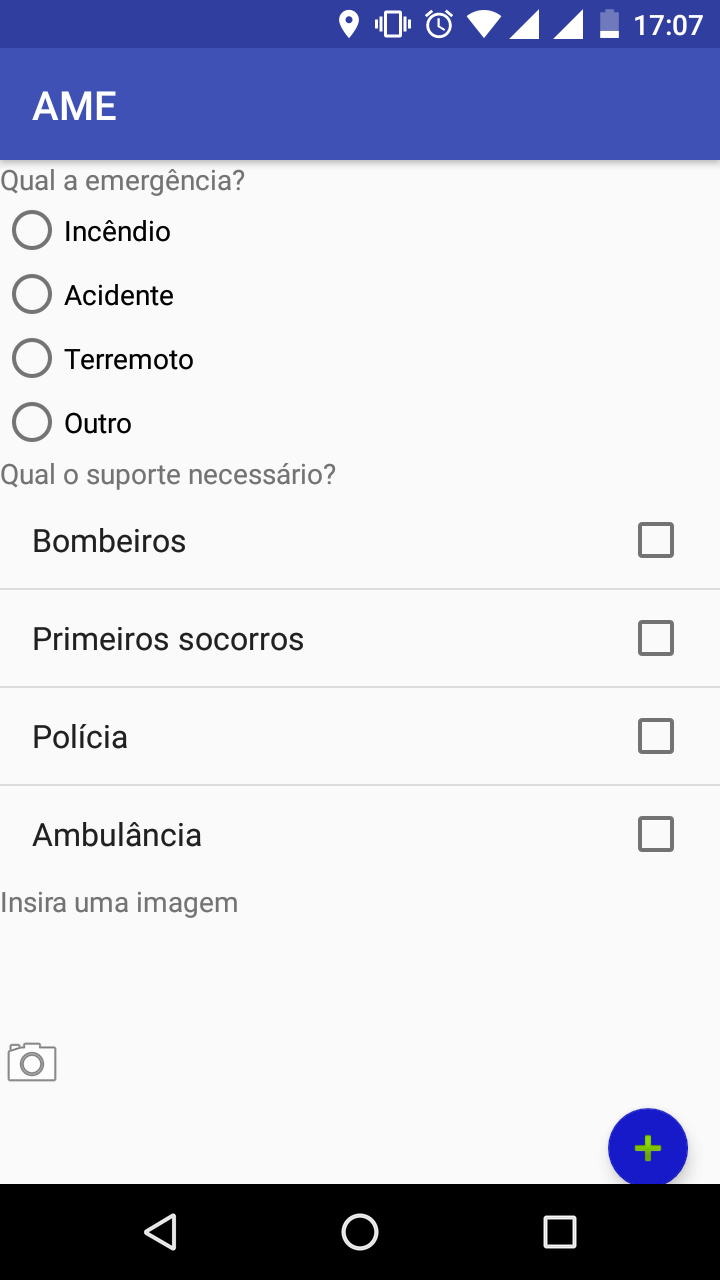 17:07
AME
Qual a emergência?
Incêndio
Acidente
Terremoto
Outro
Qual o suporte necessário?
Bombeiros
Primeiros socorros
Polícia
Ambulância
Insira uma imagem